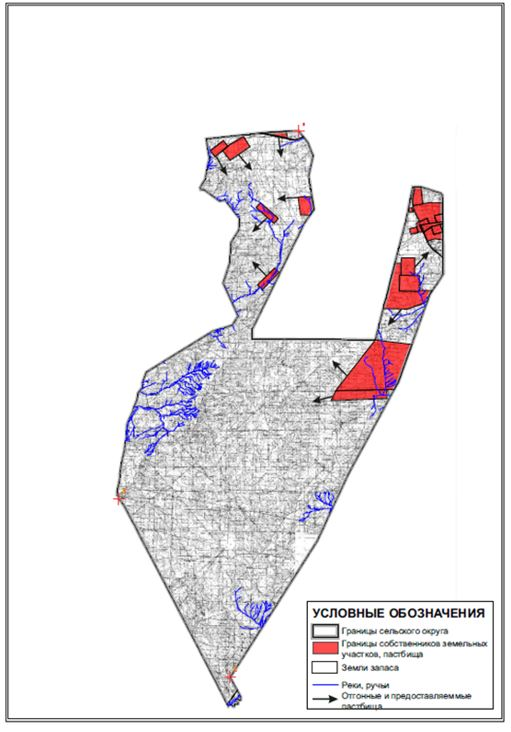 УСЛОВНЫЕ ОБОЗНАЧЕНИЯ
Границы сельского округа
Границы собственников земельных
участков, пастбища
Земли запаса
Реки, ручьи
Отгонные и предоставляемые
пастбища